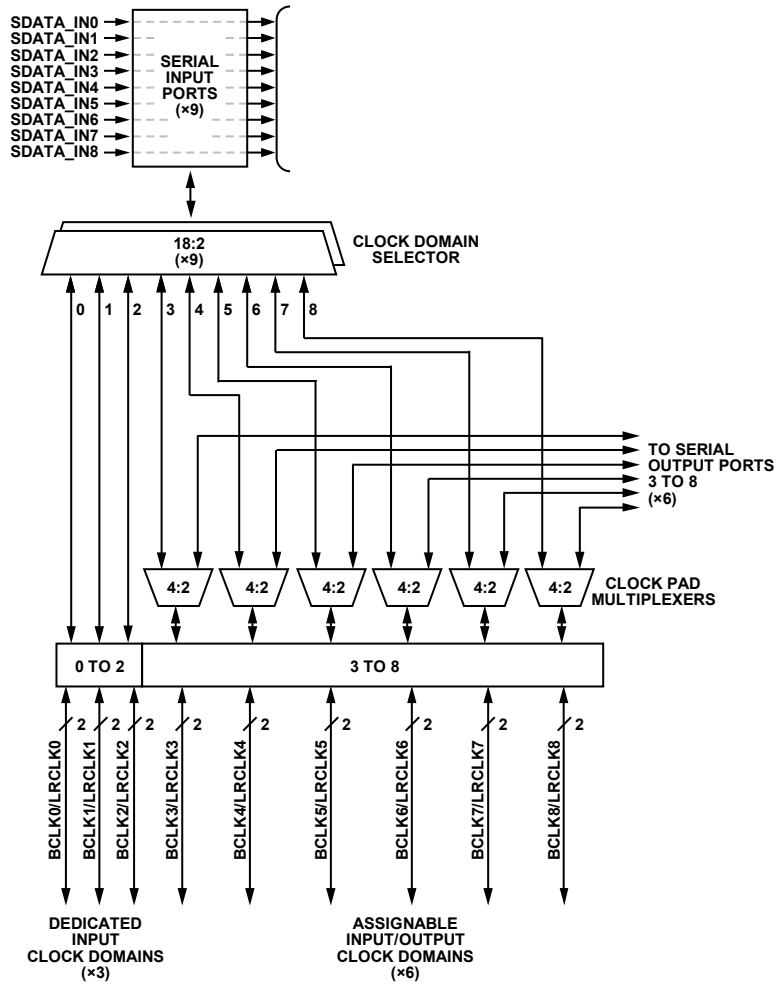 SDATA_IN0
SDATA_IN1
SDATA_IN2
SDATA_IN3
SDATA_IN4
SDATA_IN5
SDATA_IN6
SDATA_IN7
SDATA_IN8
SERIAL
INPUT
PORTS
(×9)
18:2
(×9)
CLOCK DOMAIN
SELECTOR
0 1 2 3 4 5 6 7 8
TO SERIAL
OUTPUT PORTS
3 TO 8
(×6)
4:2 4:2 4:2 4:2 4:2 4:2
CLOCK PAD
MULTIPLEXERS
0 TO 2
3 TO 8
2 2 2 2 2 2 2 2 2
BCLK0/LRCLK0
BCLK1/LRCLK1
BCLK2/LRCLK2
BCLK3/LRCLK3
BCLK4/LRCLK4
BCLK5/LRCLK5
BCLK6/LRCLK6
BCLK7/LRCLK7
BCLK8/LRCLK8
DEDICATED
INPUT
CLOCK DOMAINS
(×3)
ASSIGNABLE
INPUT/OUTPUT
CLOCK DOMAINS
(×6)